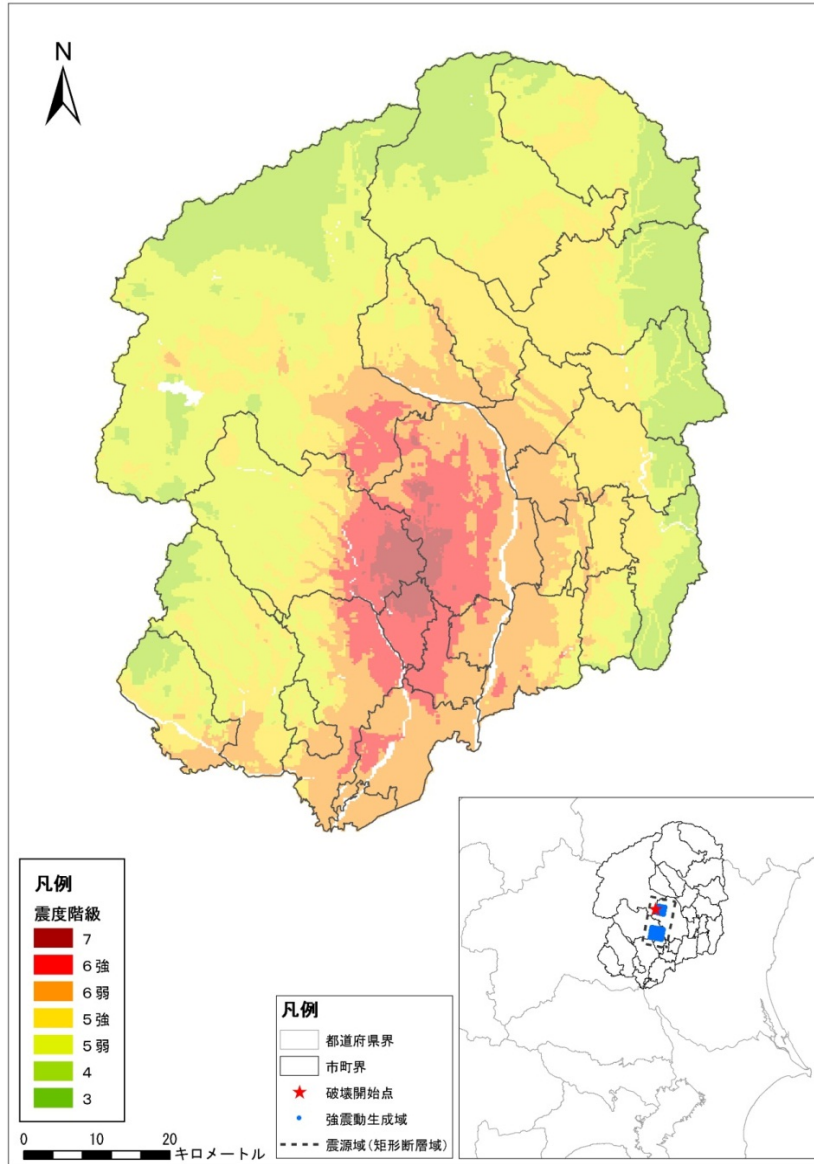 N
凡例
震度階級
7
6強
6弱
5強
5弱
4
3
0 10 20
キロメートル
凡例
都道府県界
市町界
破壊開始点
強震動生成域
震源域(矩形断層域)